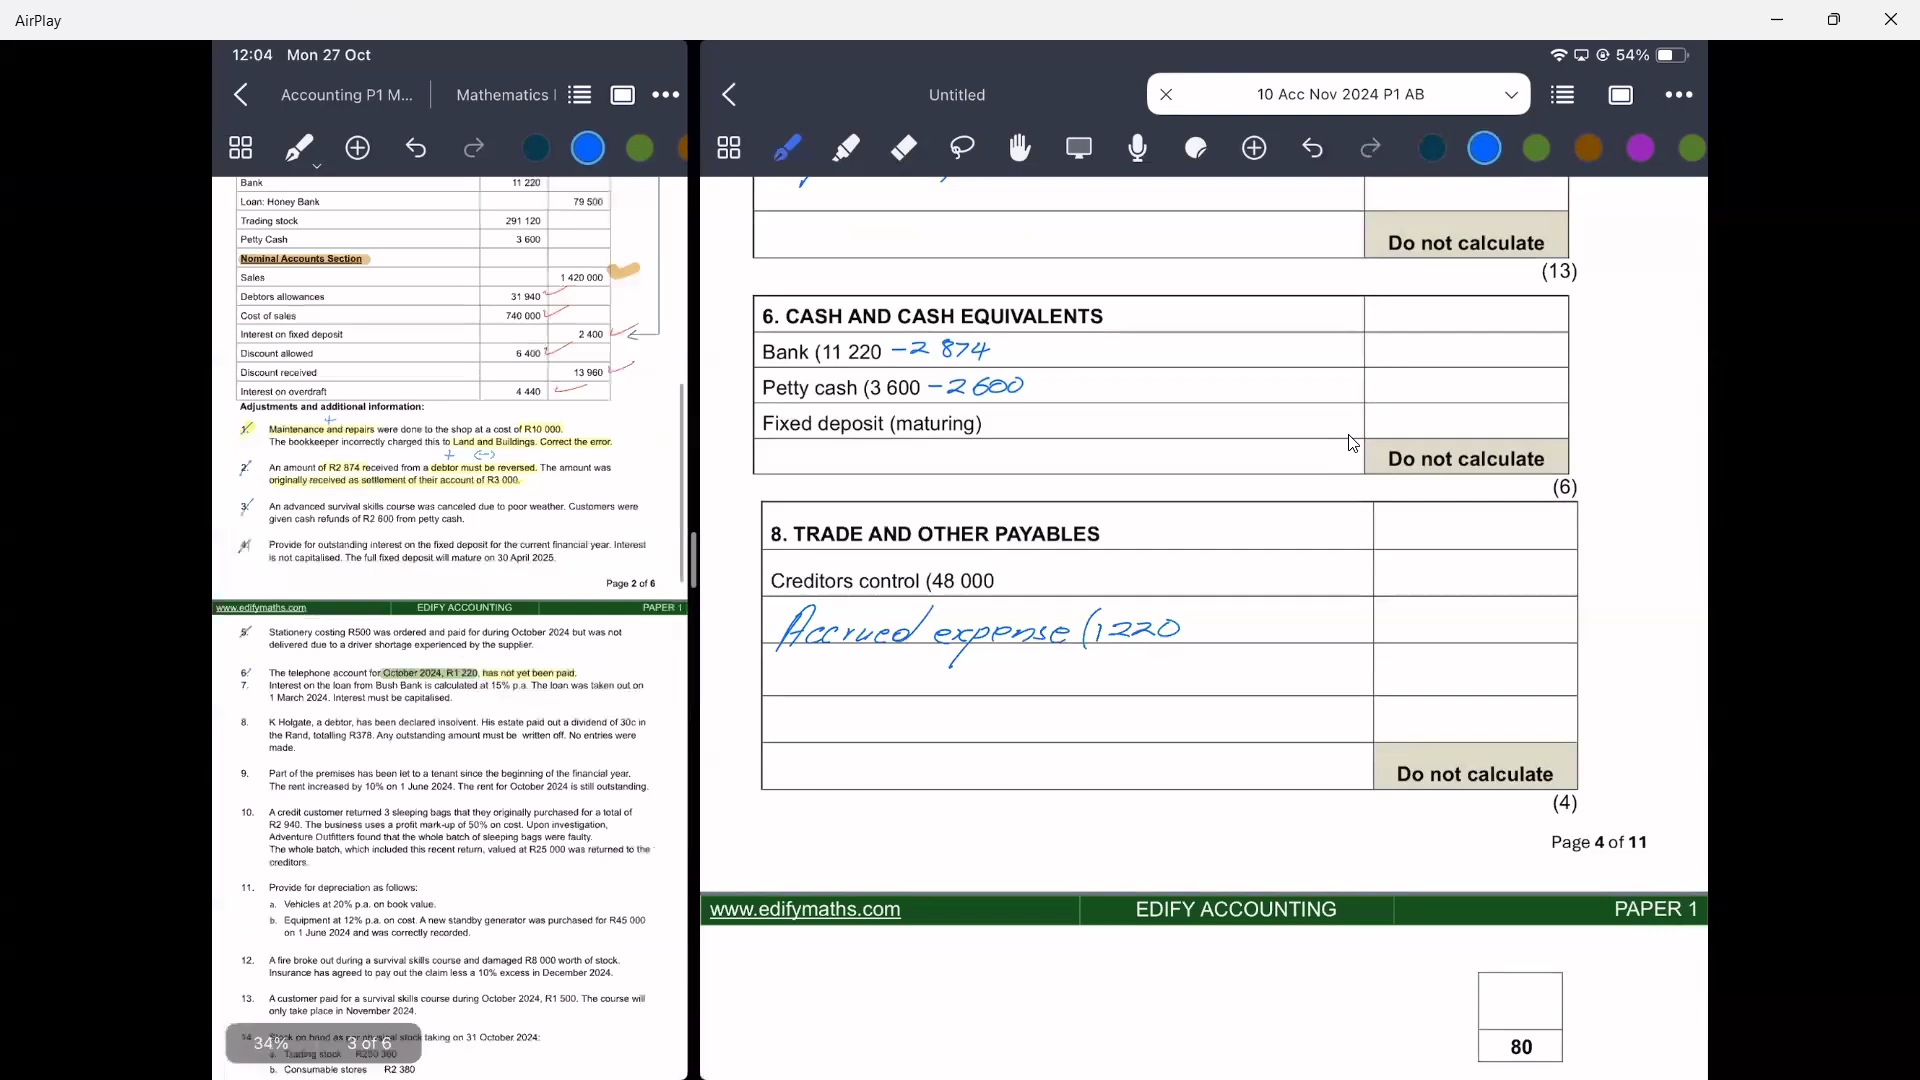 AirPlay
12:04 Mon 27 Oct
54%
Accounting P1 M...
Mathematics I
Untitled
10 Acc Nov 2024 P1 AB
Bank 11 220
Loan: Honey Bank 79 500
Trading stock 291 120
Petty Cash 3 600
Nominal Accounts Section
Sales 1 420 000
Debtors allowances 31 940
Cost of sales 740 000
Interest on fixed deposit 2 400
Discount allowed 6 400
Discount received 13 960
Interest on overdraft 4 440
Adjustments and additional information:
+
1. Maintenance and repairs were done to the shop at a cost of R10 000.
The bookkeeper incorrectly charged this to Land and Buildings. Correct the error.
+ (-)
2. An amount of R2 874 received from a debtor must be reversed. The amount was
originally received as settlement of their account of R3 000.
3. An advanced survival skills course was canceled due to poor weather. Customers were
given cash refunds of R2 600 from petty cash.
4. Provide for outstanding interest on the fixed deposit for the current financial year. Interest
is not capitalised. The full fixed deposit will mature on 30 April 2025.
Page 2 of 6
www.edifymaths.com EDIFY ACCOUNTING PAPER 1
5. Stationery costing R500 was ordered and paid for during October 2024 but was not
delivered due to a driver shortage experienced by the supplier.
6. The telephone account for October 2024, R1 220, has not yet been paid.
7. Interest on the loan from Bush Bank is calculated at 15% p.a. The loan was taken out on
1 March 2024. Interest must be capitalised.
8. K Holgate, a debtor, has been declared insolvent. His estate paid out a dividend of 30c in
the Rand, totalling R378. Any outstanding amount must be written off. No entries were
made.
9. Part of the premises has been let to a tenant since the beginning of the financial year.
The rent increased by 10% on 1 June 2024. The rent for October 2024 is still outstanding.
10. A credit customer returned 3 sleeping bags that they originally purchased for a total of
R2 940. The business uses a profit mark-up of 50% on cost. Upon investigation,
Adventure Outfitters found that the whole batch of sleeping bags were faulty.
The whole batch, which included this recent return, valued at R25 000 was returned to the
creditors.
11. Provide for depreciation as follows:
a. Vehicles at 20% p.a. on book value.
b. Equipment at 12% p.a. on cost. A new standby generator was purchased for R45 000
on 1 June 2024 and was correctly recorded.
12. A fire broke out during a survival skills course and damaged R8 000 worth of stock.
Insurance has agreed to pay out the claim less a 10% excess in December 2024.
13. A customer paid for a survival skills course during October 2024, R1 500. The course will
only take place in November 2024.
14. Stock on hand as per physical stock taking on 31 October 2024:
34% 3 of 6
a. Trading stock
b. Consumable stores R2 380
Do not calculate
(13)
6. CASH AND CASH EQUIVALENTS
Bank (11 220 – 2 874
Petty cash (3 600 – 2 600
Fixed deposit (maturing)
Do not calculate
(6)
8. TRADE AND OTHER PAYABLES
Creditors control (48 000
Accrued expense (1 220
Do not calculate
(4)
Page 4 of 11
www.edifymaths.com EDIFY ACCOUNTING PAPER 1
80